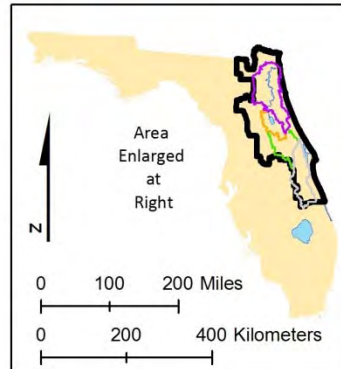 Area
Enlarged
at
Right
N
0 100 200 Miles
0 200 400 Kilometers